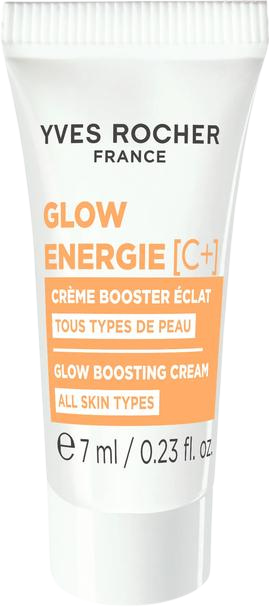 YVES ROCHER
FRANCE
GLOW
ENERGIE [C+]
CRÈME BOOSTER ÉCLAT
TOUS TYPES DE PEAU
GLOW BOOSTING CREAM
ALL SKIN TYPES
℮ 7 ml / 0.23 fl. oz.